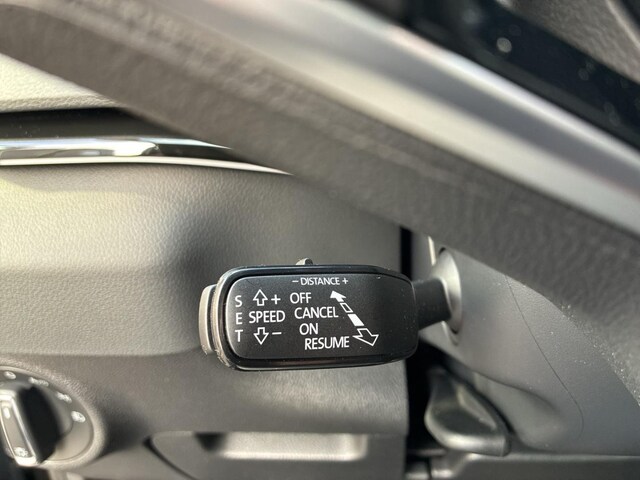 - DISTANCE +
S ⇧ + OFF
E SPEED CANCEL
T ⇩ - ON
RESUME